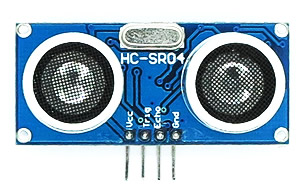 HC-SR04
Vcc
Trig
Echo
Gnd